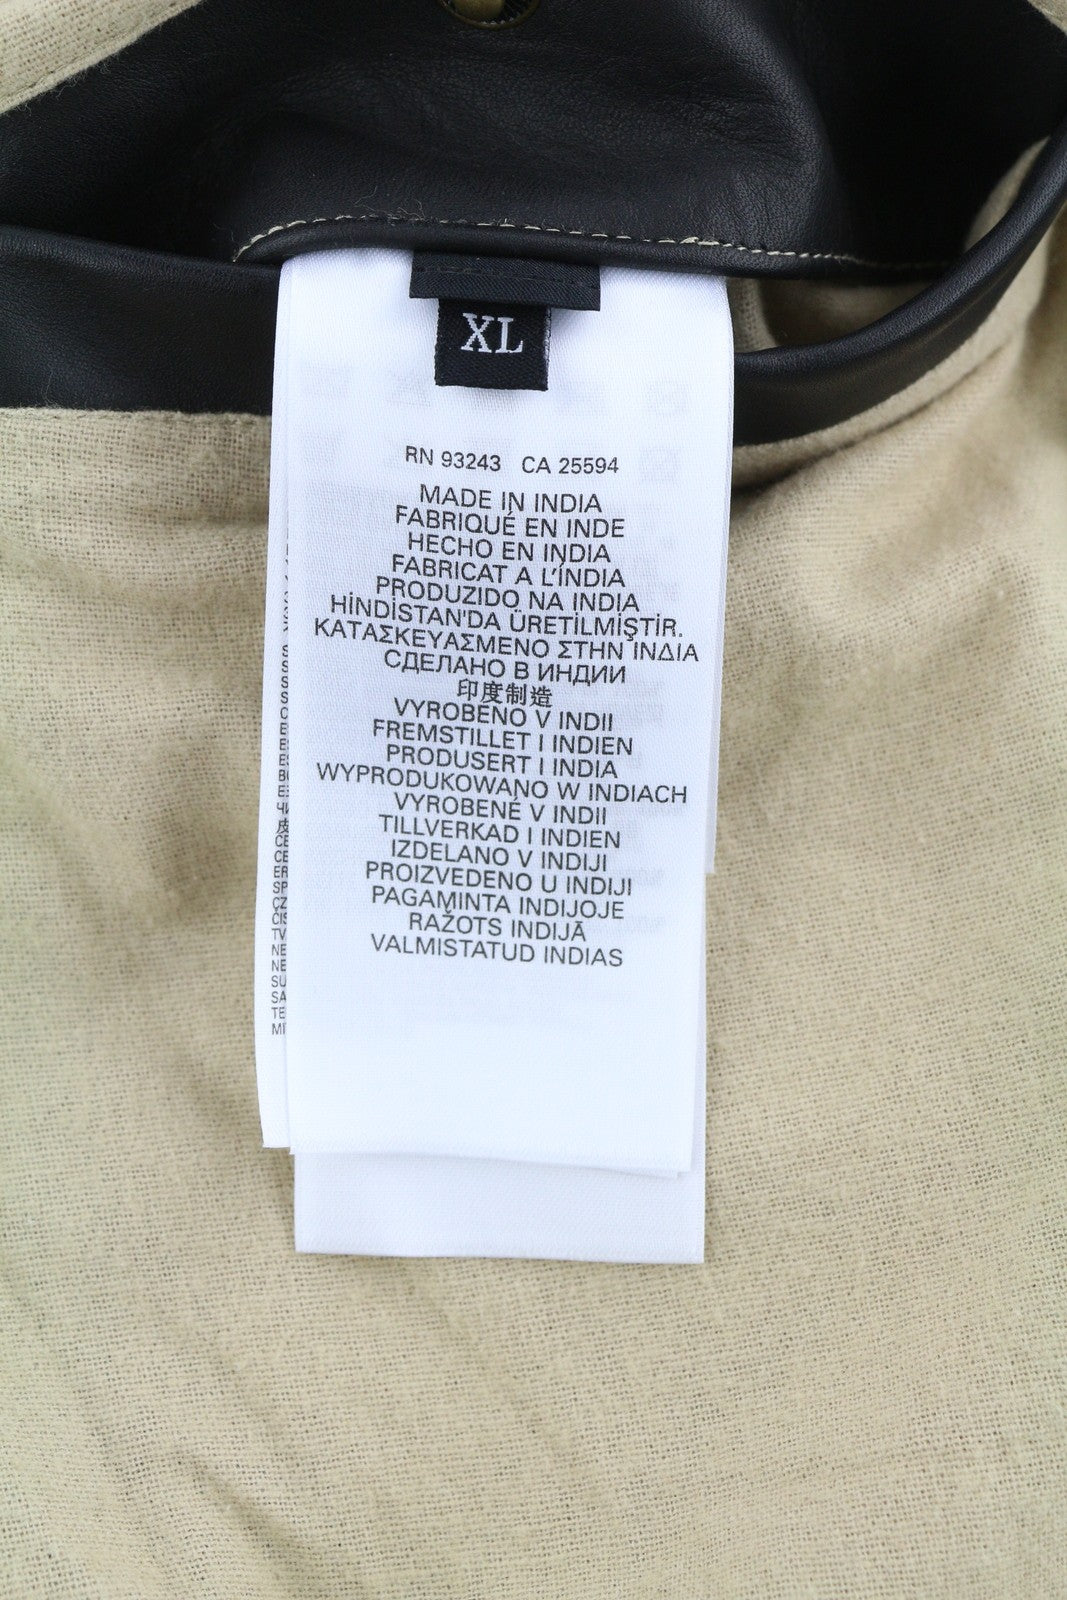 XL
RN 93243 CA 25594
MADE IN INDIA
FABRIQUÉ EN INDE
HECHO EN INDIA
FABRICAT A L'ÍNDIA
PRODUZIDO NA INDIA
HİNDİSTAN'DA ÜRETİLMİŞTİR.
ΚΑΤΑΣΚΕΥΑΣΜΕΝΟ ΣΤΗΝ ΙΝΔΙΑ
СДЕЛАНО В ИНДИИ
印度制造
VYROBENO V INDII
FREMSTILLET I INDIEN
PRODUSERT I INDIA
WYPRODUKOWANO W INDIACH
VYROBENÉ V INDII
TILLVERKAD I INDIEN
IZDELANO V INDIJI
PROIZVEDENO U INDIJI
PAGAMINTA INDIJOJE
RAŽOTS INDIJĀ
VALMISTATUD INDIAS